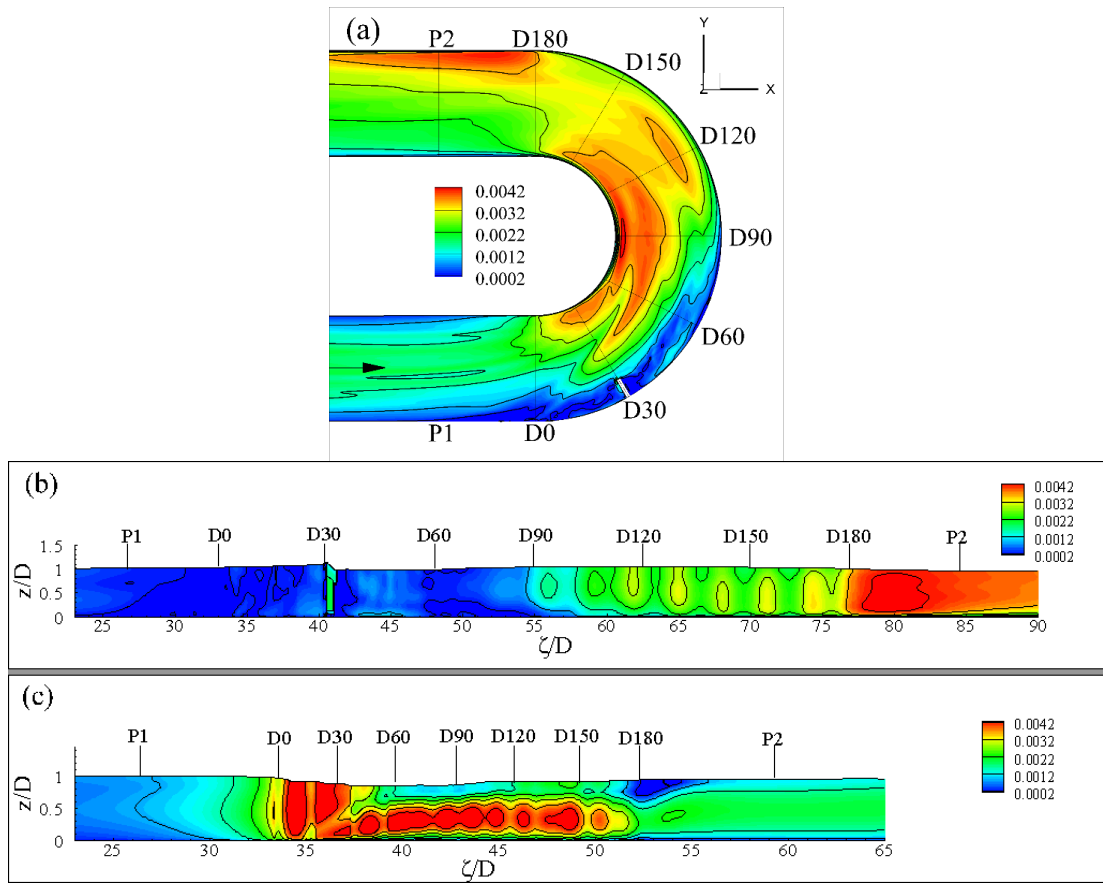 (a)
P2 D180
Y
Z X
D150
D120
0.0042
0.0032
0.0022
0.0012
0.0002
D90
D60
D30
P1 D0
(b)
0.0042
0.0032
0.0022
0.0012
0.0002
P1 D0 D30 D60 D90 D120 D150 D180 P2
1.5
1
0.5
0
z/D
25 30 35 40 45 50 55 60 65 70 75 80 85 90
ζ/D
(c)
0.0042
0.0032
0.0022
0.0012
0.0002
P1 D0 D30 D60 D90 D120 D150 D180 P2
1
0.5
0
z/D
25 30 35 40 45 50 55 60 65
ζ/D